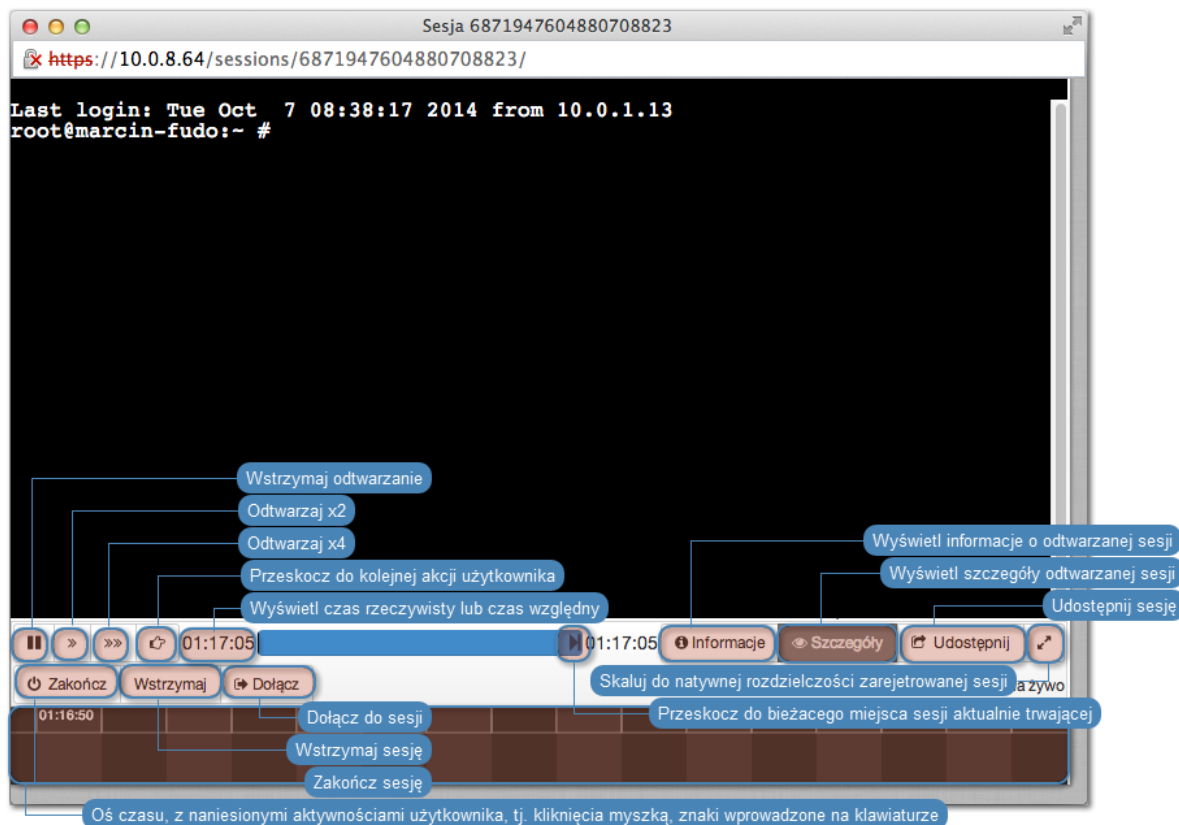 Sesja 6871947604880708823
https://10.0.8.64/sessions/6871947604880708823/
Last login: Tue Oct  7 08:38:17 2014 from 10.0.1.13
root@marcin-fudo:~ #
Wstrzymaj odtwarzanie
Odtwarzaj x2
Odtwarzaj x4
Wyświetl informacje o odtwarzanej sesji
Przeskocz do kolejnej akcji użytkownika
Wyświetl szczegóły odtwarzanej sesji
Wyświetl czas rzeczywisty lub czas względny
Udostępnij sesję
01:17:05 01:17:05 Informacje Szczegóły Udostępnij
Zakończ Wstrzymaj Dołącz
Skaluj do natywnej rozdzielczości zarejetrowanej sesji
żywo
01:16:50
Dołącz do sesji
Przeskocz do bieżacego miejsca sesji aktualnie trwającej
Wstrzymaj sesję
Zakończ sesję
Oś czasu, z naniesionymi aktywnościami użytkownika, tj. kliknięcia myszką, znaki wprowadzone na klawiaturze